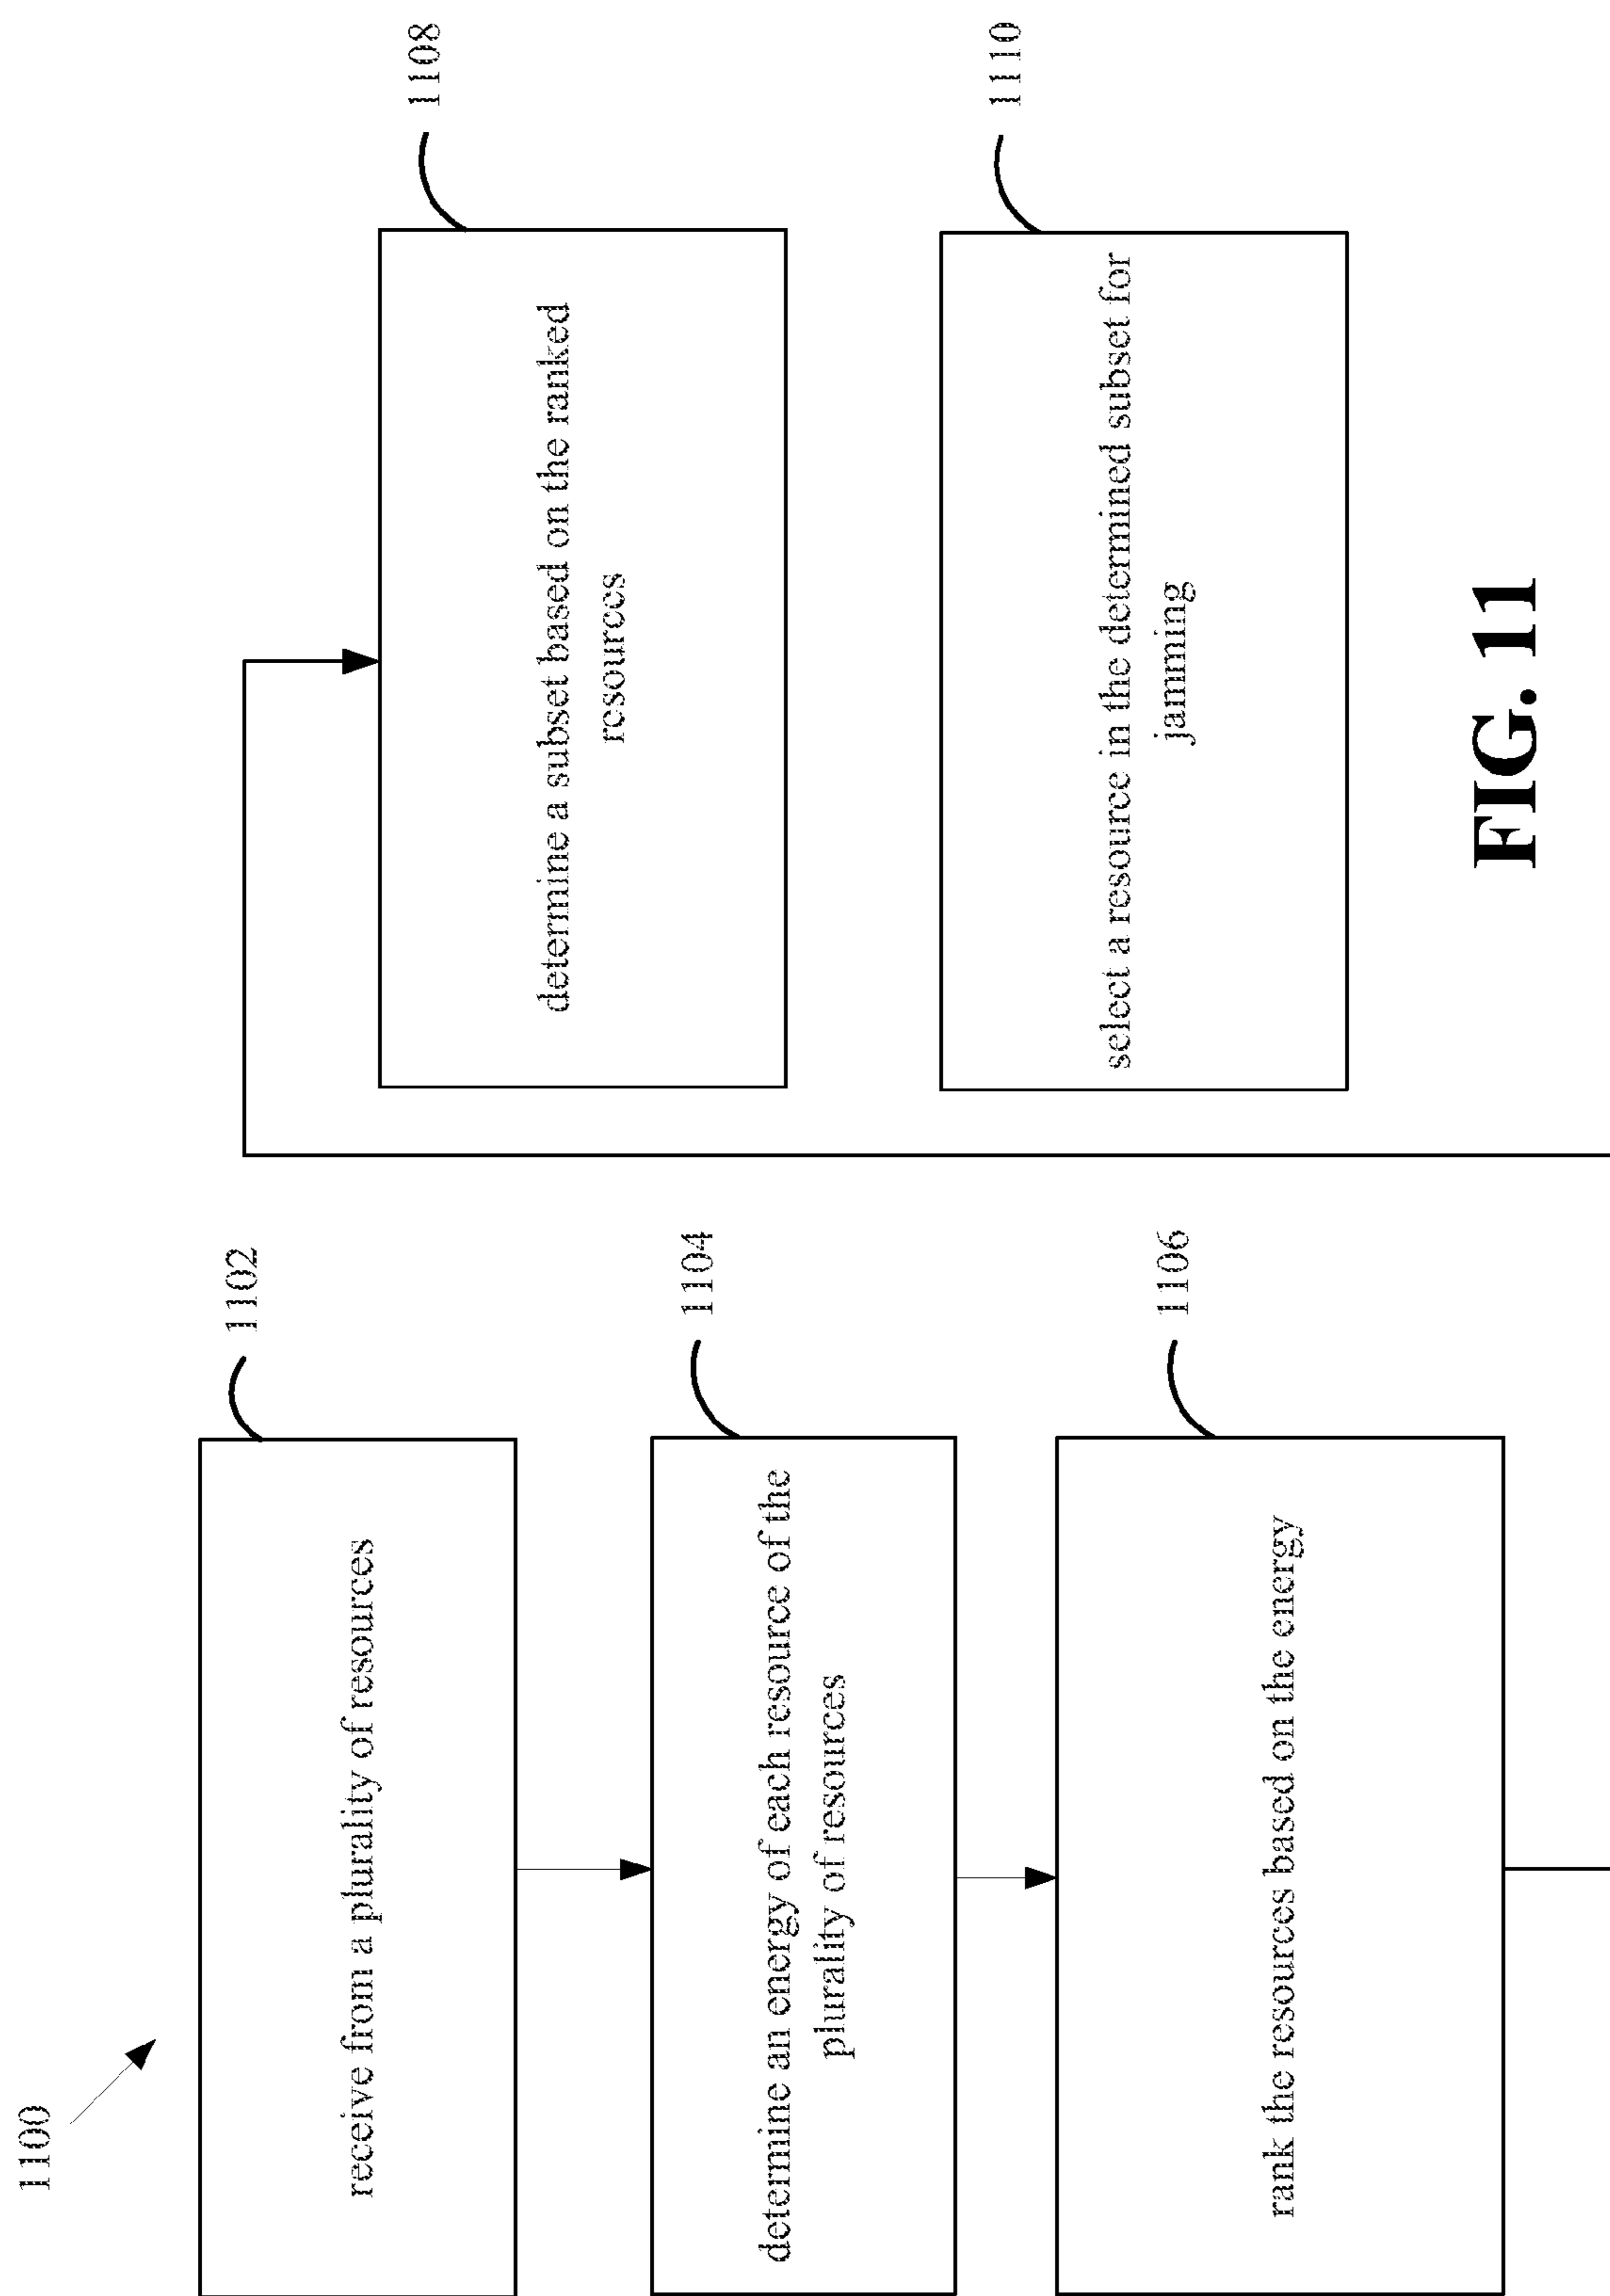 1100
1102
receive from a plurality of resources
1104
determine an energy of each resource of the
plurality of resources
1106
rank the resources based on the energy
1108
determine a subset based on the ranked
resources
1110
select a resource in the determined subset for
jamming
FIG. 11